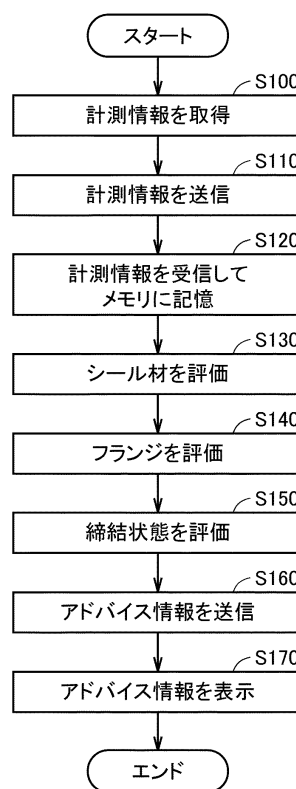 スタート
S100
計測情報を取得
S110
計測情報を送信
S120
計測情報を受信して
メモリに記憶
S130
シール材を評価
S140
フランジを評価
S150
締結状態を評価
S160
アドバイス情報を送信
S170
アドバイス情報を表示
エンド